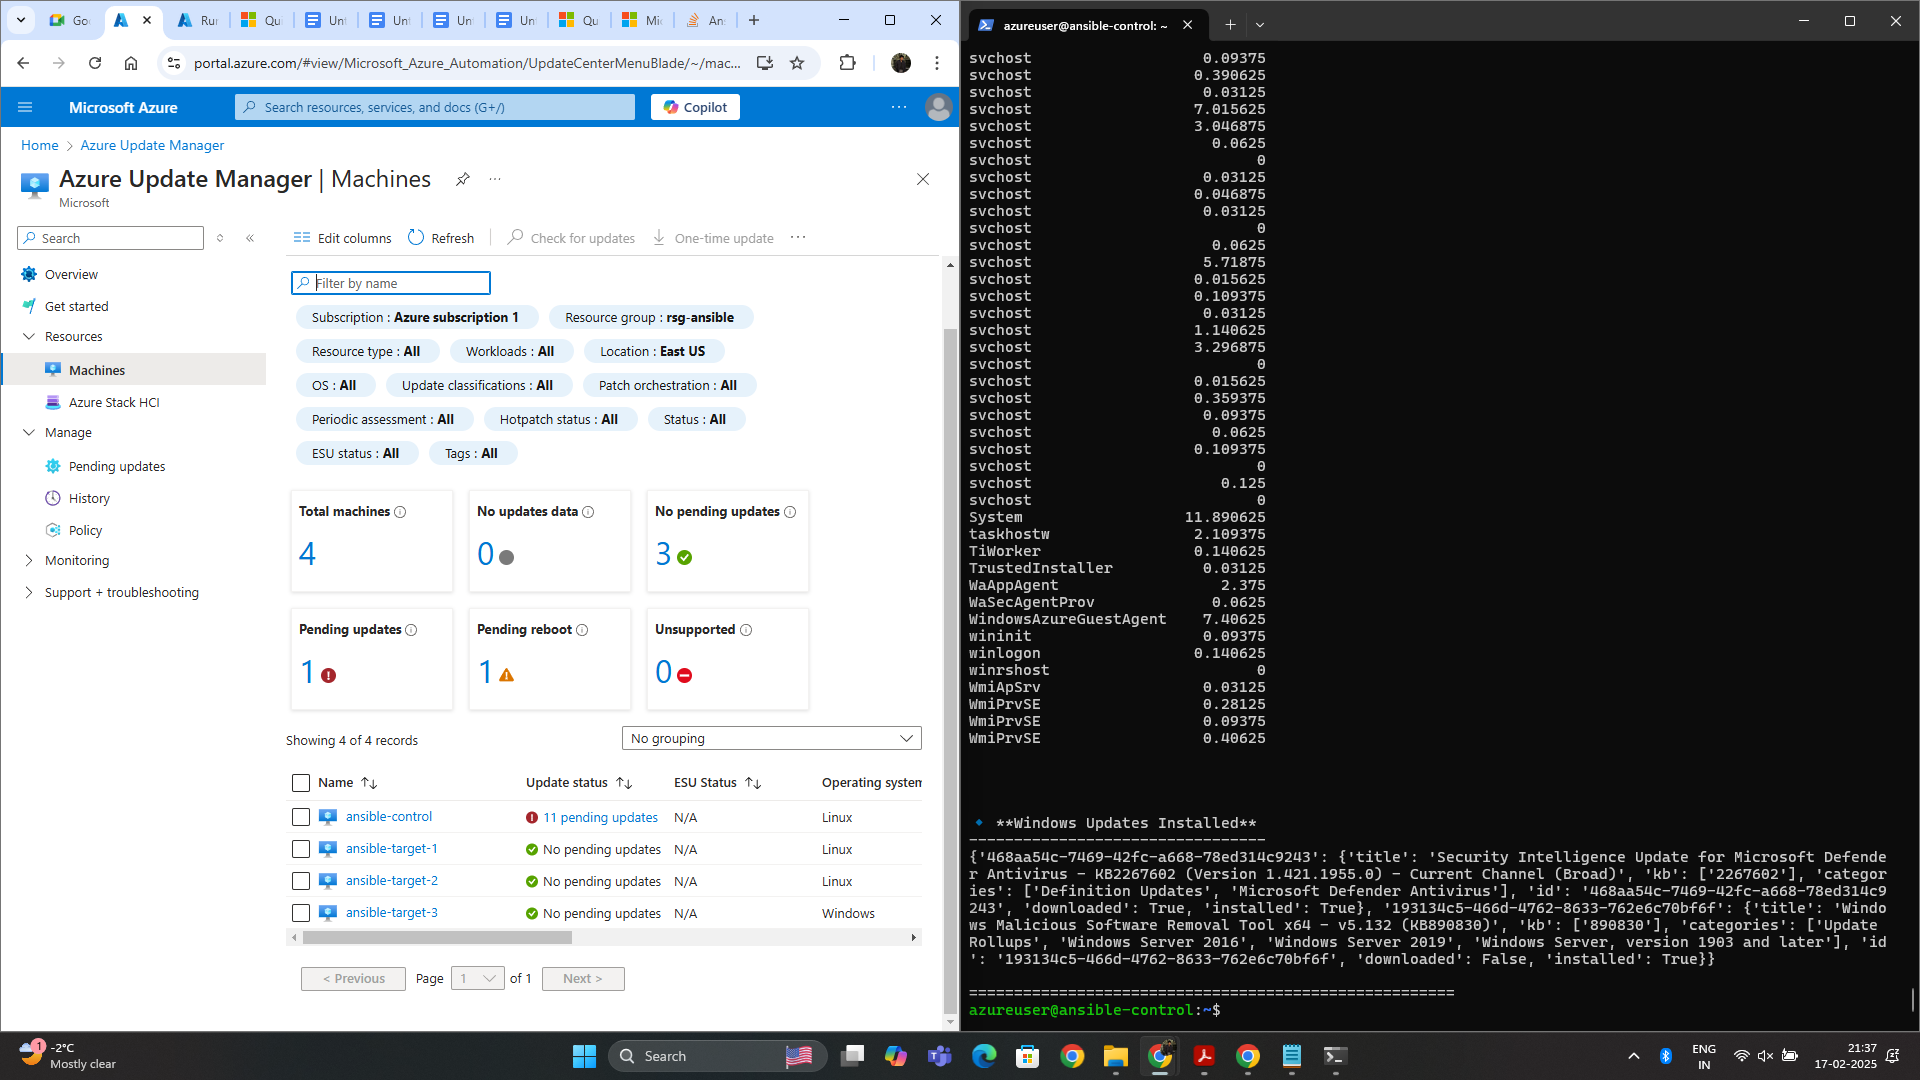 Goo
Run
Qui
Unt
Unt
Unt
Unt
Qui
Mic
Ans
portal.azure.com/#view/Microsoft_Azure_Automation/UpdateCenterMenuBlade/~/mac...
Microsoft Azure
Search resources, services, and docs (G+/)
Copilot
Home > Azure Update Manager
Azure Update Manager | Machines
Microsoft
Search
Overview
Get started
Resources
Machines
Azure Stack HCI
Manage
Pending updates
History
Policy
Monitoring
Support + troubleshooting
Edit columns Refresh Check for updates One-time update
Filter by name
Subscription : Azure subscription 1 Resource group : rsg-ansible
Resource type : All Workloads : All Location : East US
OS : All Update classifications : All Patch orchestration : All
Periodic assessment : All Hotpatch status : All Status : All
ESU status : All Tags : All
Total machines
4
No updates data
0
No pending updates
3
Pending updates
1
Pending reboot
1
Unsupported
0
Showing 4 of 4 records
No grouping
Name Update status ESU Status Operating system
ansible-control 11 pending updates N/A Linux
ansible-target-1 No pending updates N/A Linux
ansible-target-2 No pending updates N/A Linux
ansible-target-3 No pending updates N/A Windows
< Previous Page 1 of 1 Next >
azureuser@ansible-control: ~
svchost 0.09375
svchost 0.390625
svchost 0.03125
svchost 7.015625
svchost 3.046875
svchost 0.0625
svchost 0
svchost 0.03125
svchost 0.046875
svchost 0.03125
svchost 0
svchost 0.0625
svchost 5.71875
svchost 0.015625
svchost 0.109375
svchost 0.03125
svchost 1.140625
svchost 3.296875
svchost 0
svchost 0.015625
svchost 0.359375
svchost 0.09375
svchost 0.0625
svchost 0.109375
svchost 0
svchost 0.125
svchost 0
System 11.890625
taskhostw 2.109375
TiWorker 0.140625
TrustedInstaller 0.03125
WaAppAgent 2.375
WaSecAgentProv 0.0625
WindowsAzureGuestAgent 7.40625
wininit 0.09375
winlogon 0.140625
winrshost 0
WmiApSrv 0.03125
WmiPrvSE 0.28125
WmiPrvSE 0.09375
WmiPrvSE 0.40625
**Windows Updates Installed**
---------------------------------
{'468aa54c-7469-42fc-a668-78ed314c9243': {'title': 'Security Intelligence Update for Microsoft Defende
r Antivirus - KB2267602 (Version 1.421.1955.0) - Current Channel (Broad)', 'kb': ['2267602'], 'categor
ies': ['Definition Updates', 'Microsoft Defender Antivirus'], 'id': '468aa54c-7469-42fc-a668-78ed314c9
243', 'downloaded': True, 'installed': True}, '193134c5-466d-4762-8633-762e6c70bf6f': {'title': 'Windo
ws Malicious Software Removal Tool x64 - v5.132 (KB890830)', 'kb': ['890830'], 'categories': ['Update
Rollups', 'Windows Server 2016', 'Windows Server 2019', 'Windows Server, version 1903 and later'], 'id
': '193134c5-466d-4762-8633-762e6c70bf6f', 'downloaded': False, 'installed': True}}
======================================================
azureuser@ansible-control:~$
1
-2°C
Mostly clear
Search
ENG
IN
21:37
17-02-2025